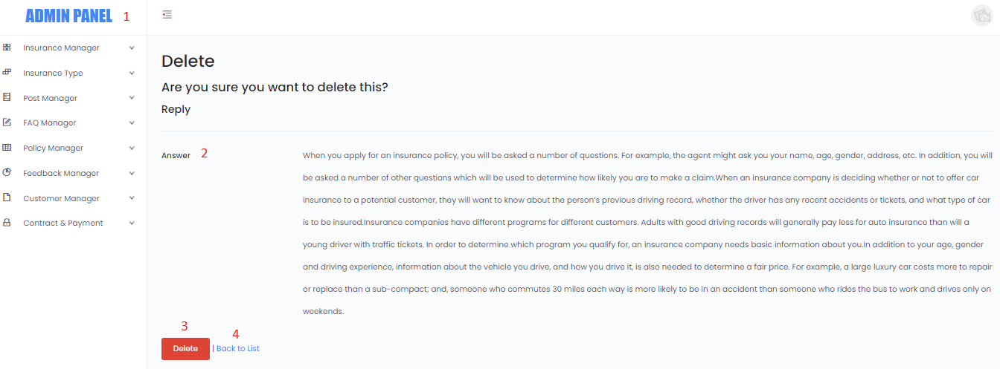 ADMIN PANEL 1
Insurance Manager
Insurance Type
Post Manager
FAQ Manager
Policy Manager
Feedback Manager
Customer Manager
Contract & Payment
Delete
Are you sure you want to delete this?
Reply
Answer 2
When you apply for an insurance policy, you will be asked a number of questions. For example, the agent might ask you your name, age, gender, address, etc. In addition, you will
be asked a number of other questions which will be used to determine how likely you are to make a claim.When an insurance company is deciding whether or not to offer car
insurance to a potential customer, they will want to know about the person's previous driving record, whether the driver has any recent accidents or tickets, and what type of car
is to be insured.Insurance companies have different programs for different customers. Adults with good driving records will generally pay less for auto insurance than will a
young driver with traffic tickets. In order to determine which program you qualify for, an insurance company needs basic information about you.In addition to your age, gender
and driving experience, information about the vehicle you drive, and how you drive it, is also needed to determine a fair price. For example, a large luxury car costs more to repair
or replace than a sub-compact; and, someone who commutes 30 miles each way is more likely to be in an accident than someone who rides the bus to work and drives only on
weekends.
3 4
Delete | Back to List